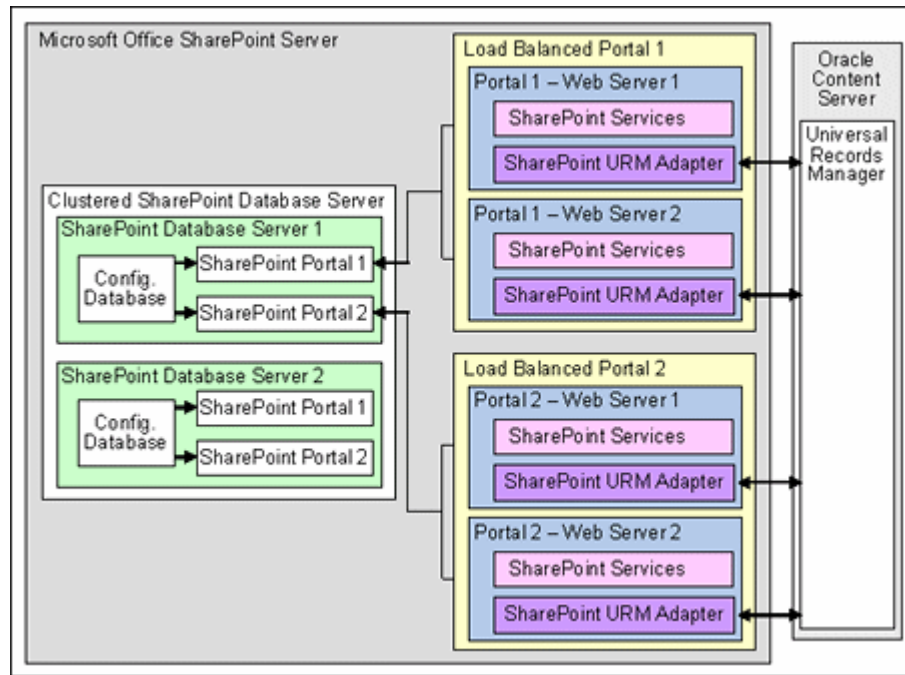 Microsoft Office SharePoint Server
Clustered SharePoint Database Server
SharePoint Database Server 1
Config.
Database
SharePoint Portal 1
SharePoint Portal 2
SharePoint Database Server 2
Config.
Database
SharePoint Portal 1
SharePoint Portal 2
Load Balanced Portal 1
Portal 1 – Web Server 1
SharePoint Services
SharePoint URM Adapter
Portal 1 – Web Server 2
SharePoint Services
SharePoint URM Adapter
Load Balanced Portal 2
Portal 2 – Web Server 1
SharePoint Services
SharePoint URM Adapter
Portal 2 – Web Server 2
SharePoint Services
SharePoint URM Adapter
Oracle
Content
Server
Universal
Records
Manager